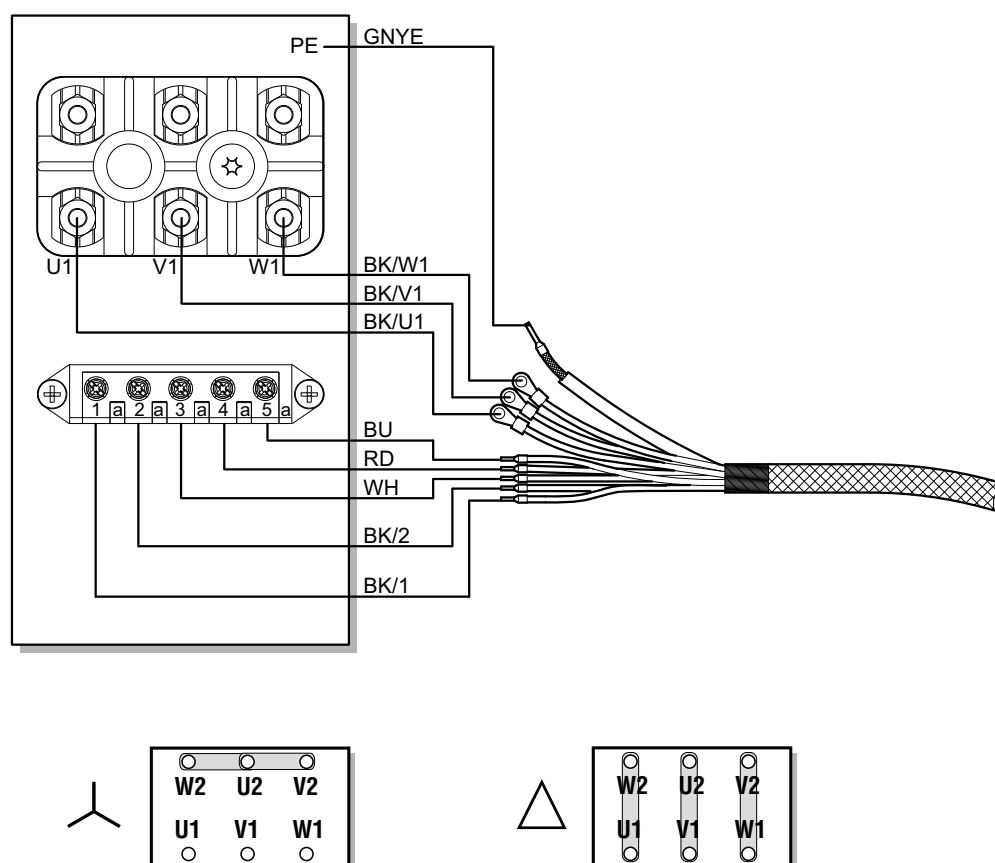 PE GNYE
U1 V1 W1
BK/W1
BK/V1
BK/U1
1 a 2 a 3 a 4 a 5 a
BU
RD
WH
BK/2
BK/1
W2 U2 V2
U1 V1 W1
W2 U2 V2
U1 V1 W1